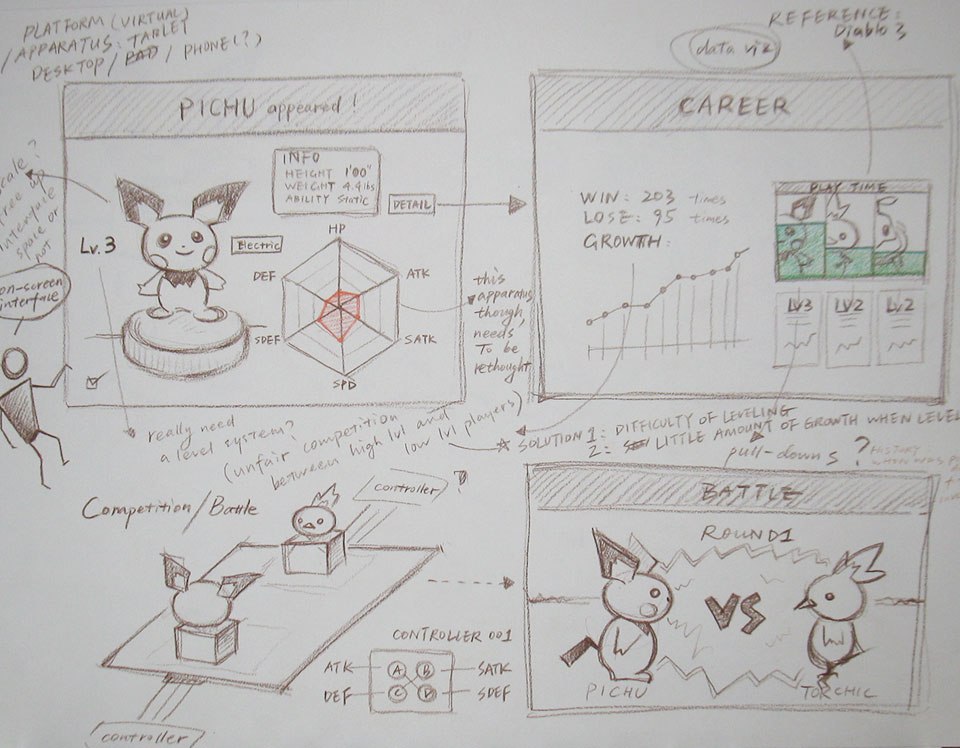 PLATFORM (VIRTUAL)
/ APPARATUS: TABLET
DESKTOP / PAD / PHONE(?)
REFERENCE:
Diablo 3
data viz
PICHU appeared!
INFO
HEIGHT 1'00"
WEIGHT 4.4lbs
ABILITY Static
DETAIL
Lv.3
Electric
HP
DEF
ATK
SDEF
SATK
SPD
scale?
free up
interface
space or
not
on-screen
interface
this
apparatus
though
needs
To be
rethought
CAREER
WIN: 203 times
LOSE: 95 times
GROWTH:
PLAY TIME
LV3
LV2
LV2
really need
a level system?
(unfair competition
between high lvl and
low lvl players)
☆ SOLUTION 1: DIFFICULTY OF LEVELING
2: LITTLE AMOUNT OF GROWTH WHEN LEVEL
pull-downs ?
HISTORY
WHEN WAS
Competition/Battle
controller ?
controller
CONTROLLER 001
ATK A B SATK
DEF C D SDEF
BATTLE
ROUND1
VS
PICHU
TORCHIC